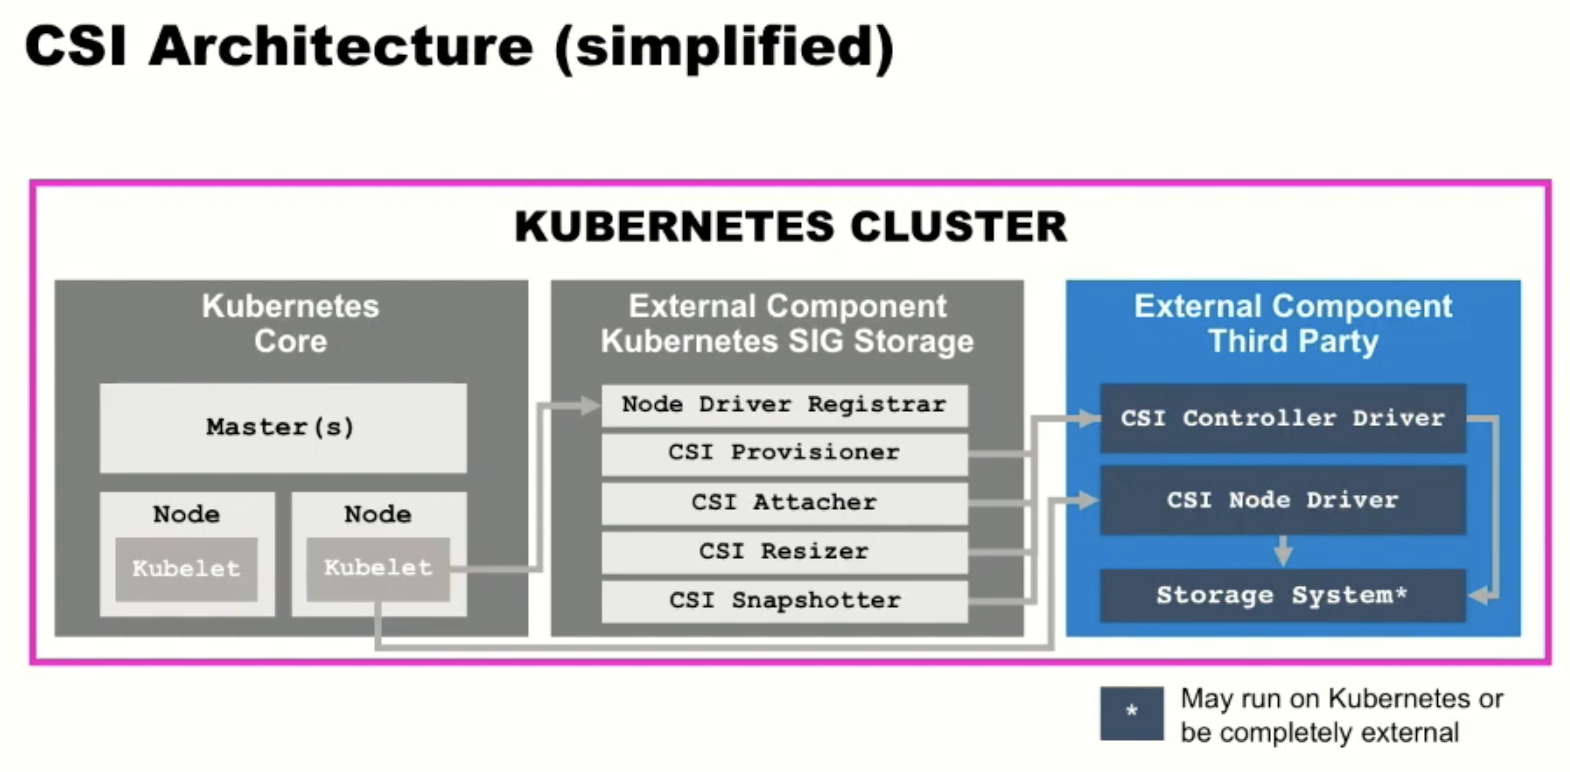 CSI Architecture (simplified)
KUBERNETES CLUSTER
Kubernetes
Core
Master(s)
Node
Kubelet
Node
Kubelet
External Component
Kubernetes SIG Storage
Node Driver Registrar
CSI Provisioner
CSI Attacher
CSI Resizer
CSI Snapshotter
External Component
Third Party
CSI Controller Driver
CSI Node Driver
Storage System*
*
May run on Kubernetes or
be completely external